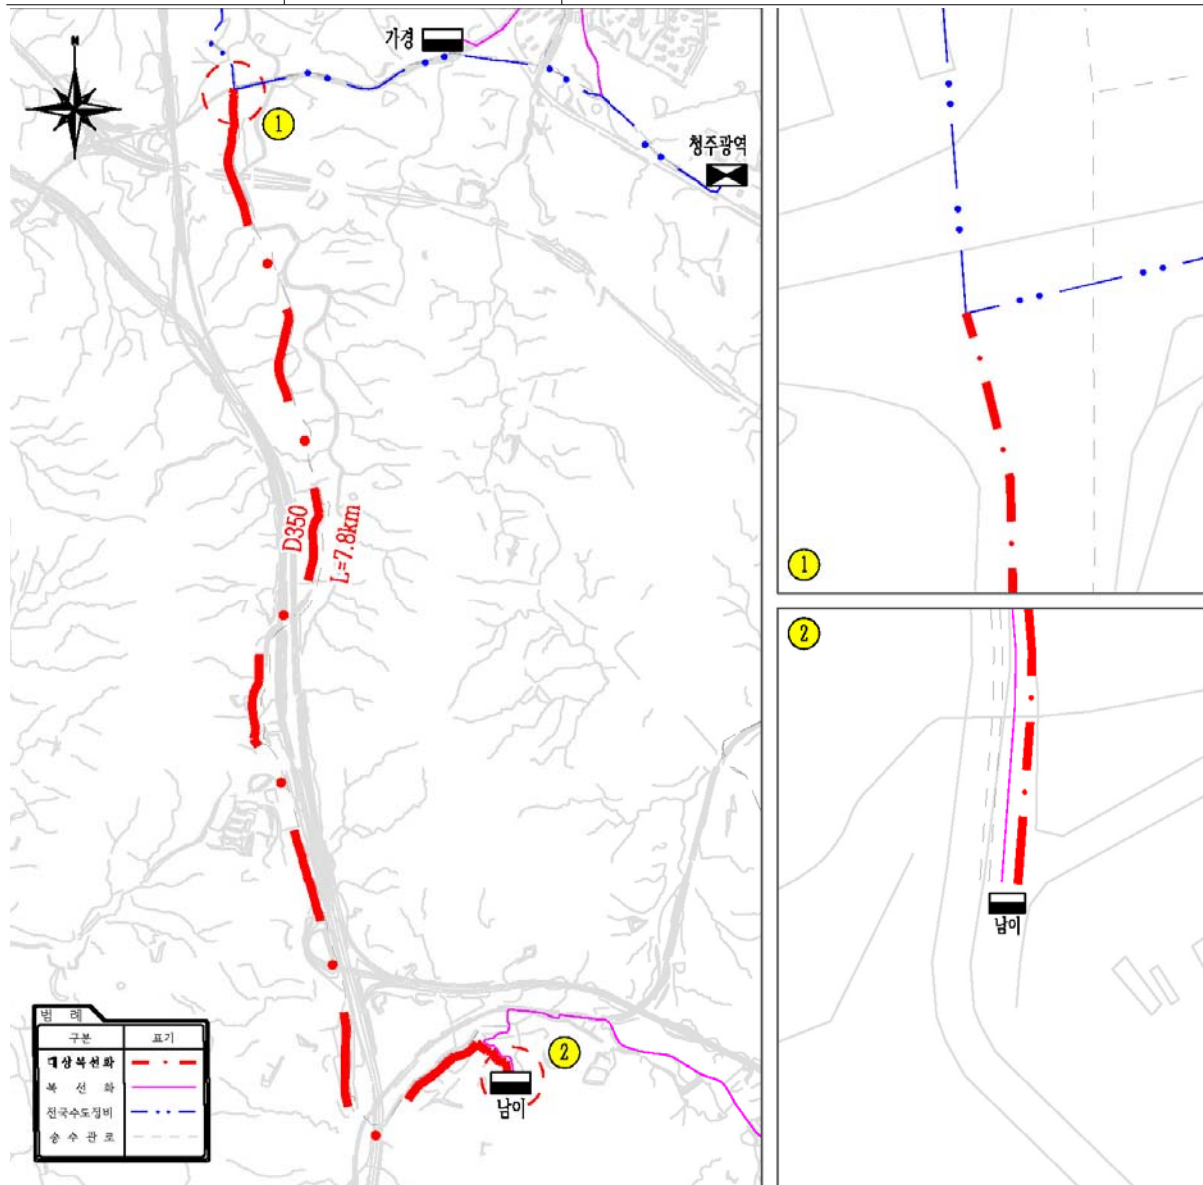 N
가경
1
청주광역
D350
L=7.8km
2
남이
범 례
구분 표기
대상복선화
복 선 화
전국수도정비
송 수 관 로
1
2
남이